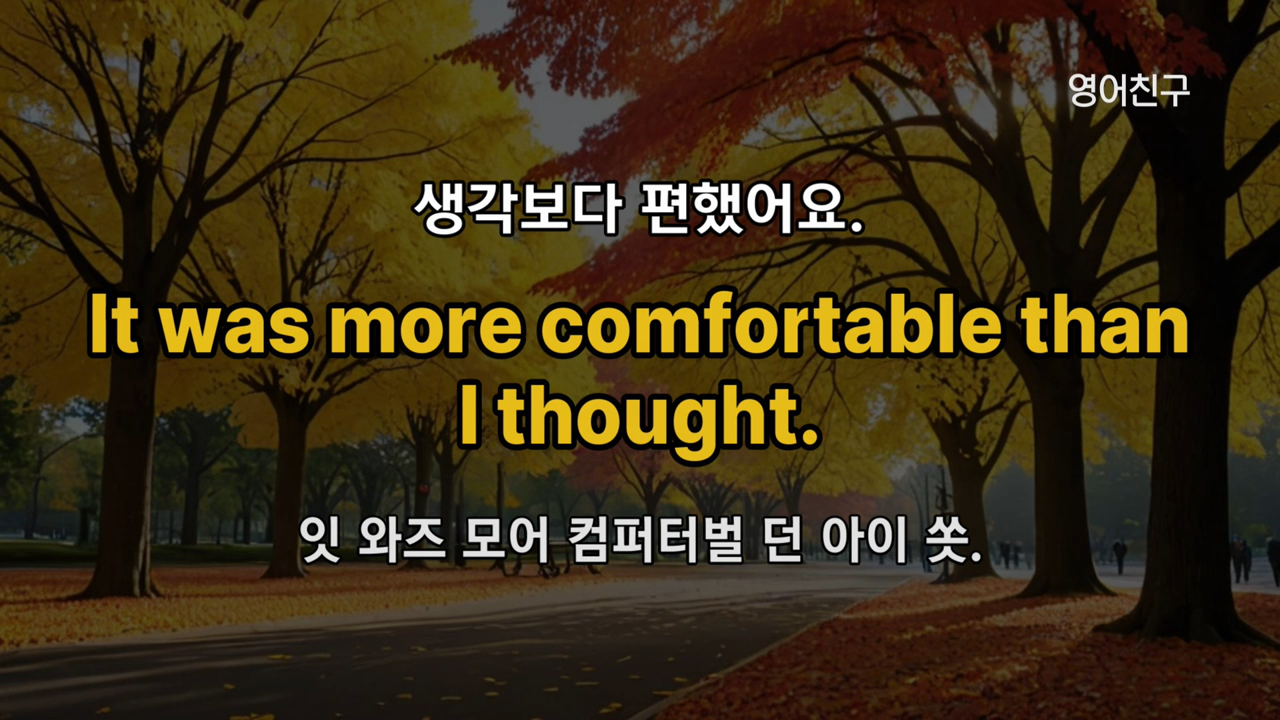 영어친구
생각보다 편했어요.
It was more comfortable than
I thought.
잇 와즈 모어 컴퍼터벌 던 아이 쏫.